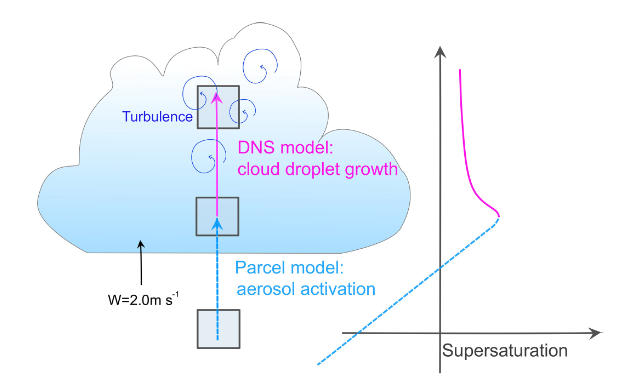 Turbulence
DNS model:
cloud droplet growth
Parcel model:
aerosol activation
W=2.0m s⁻¹
Supersaturation